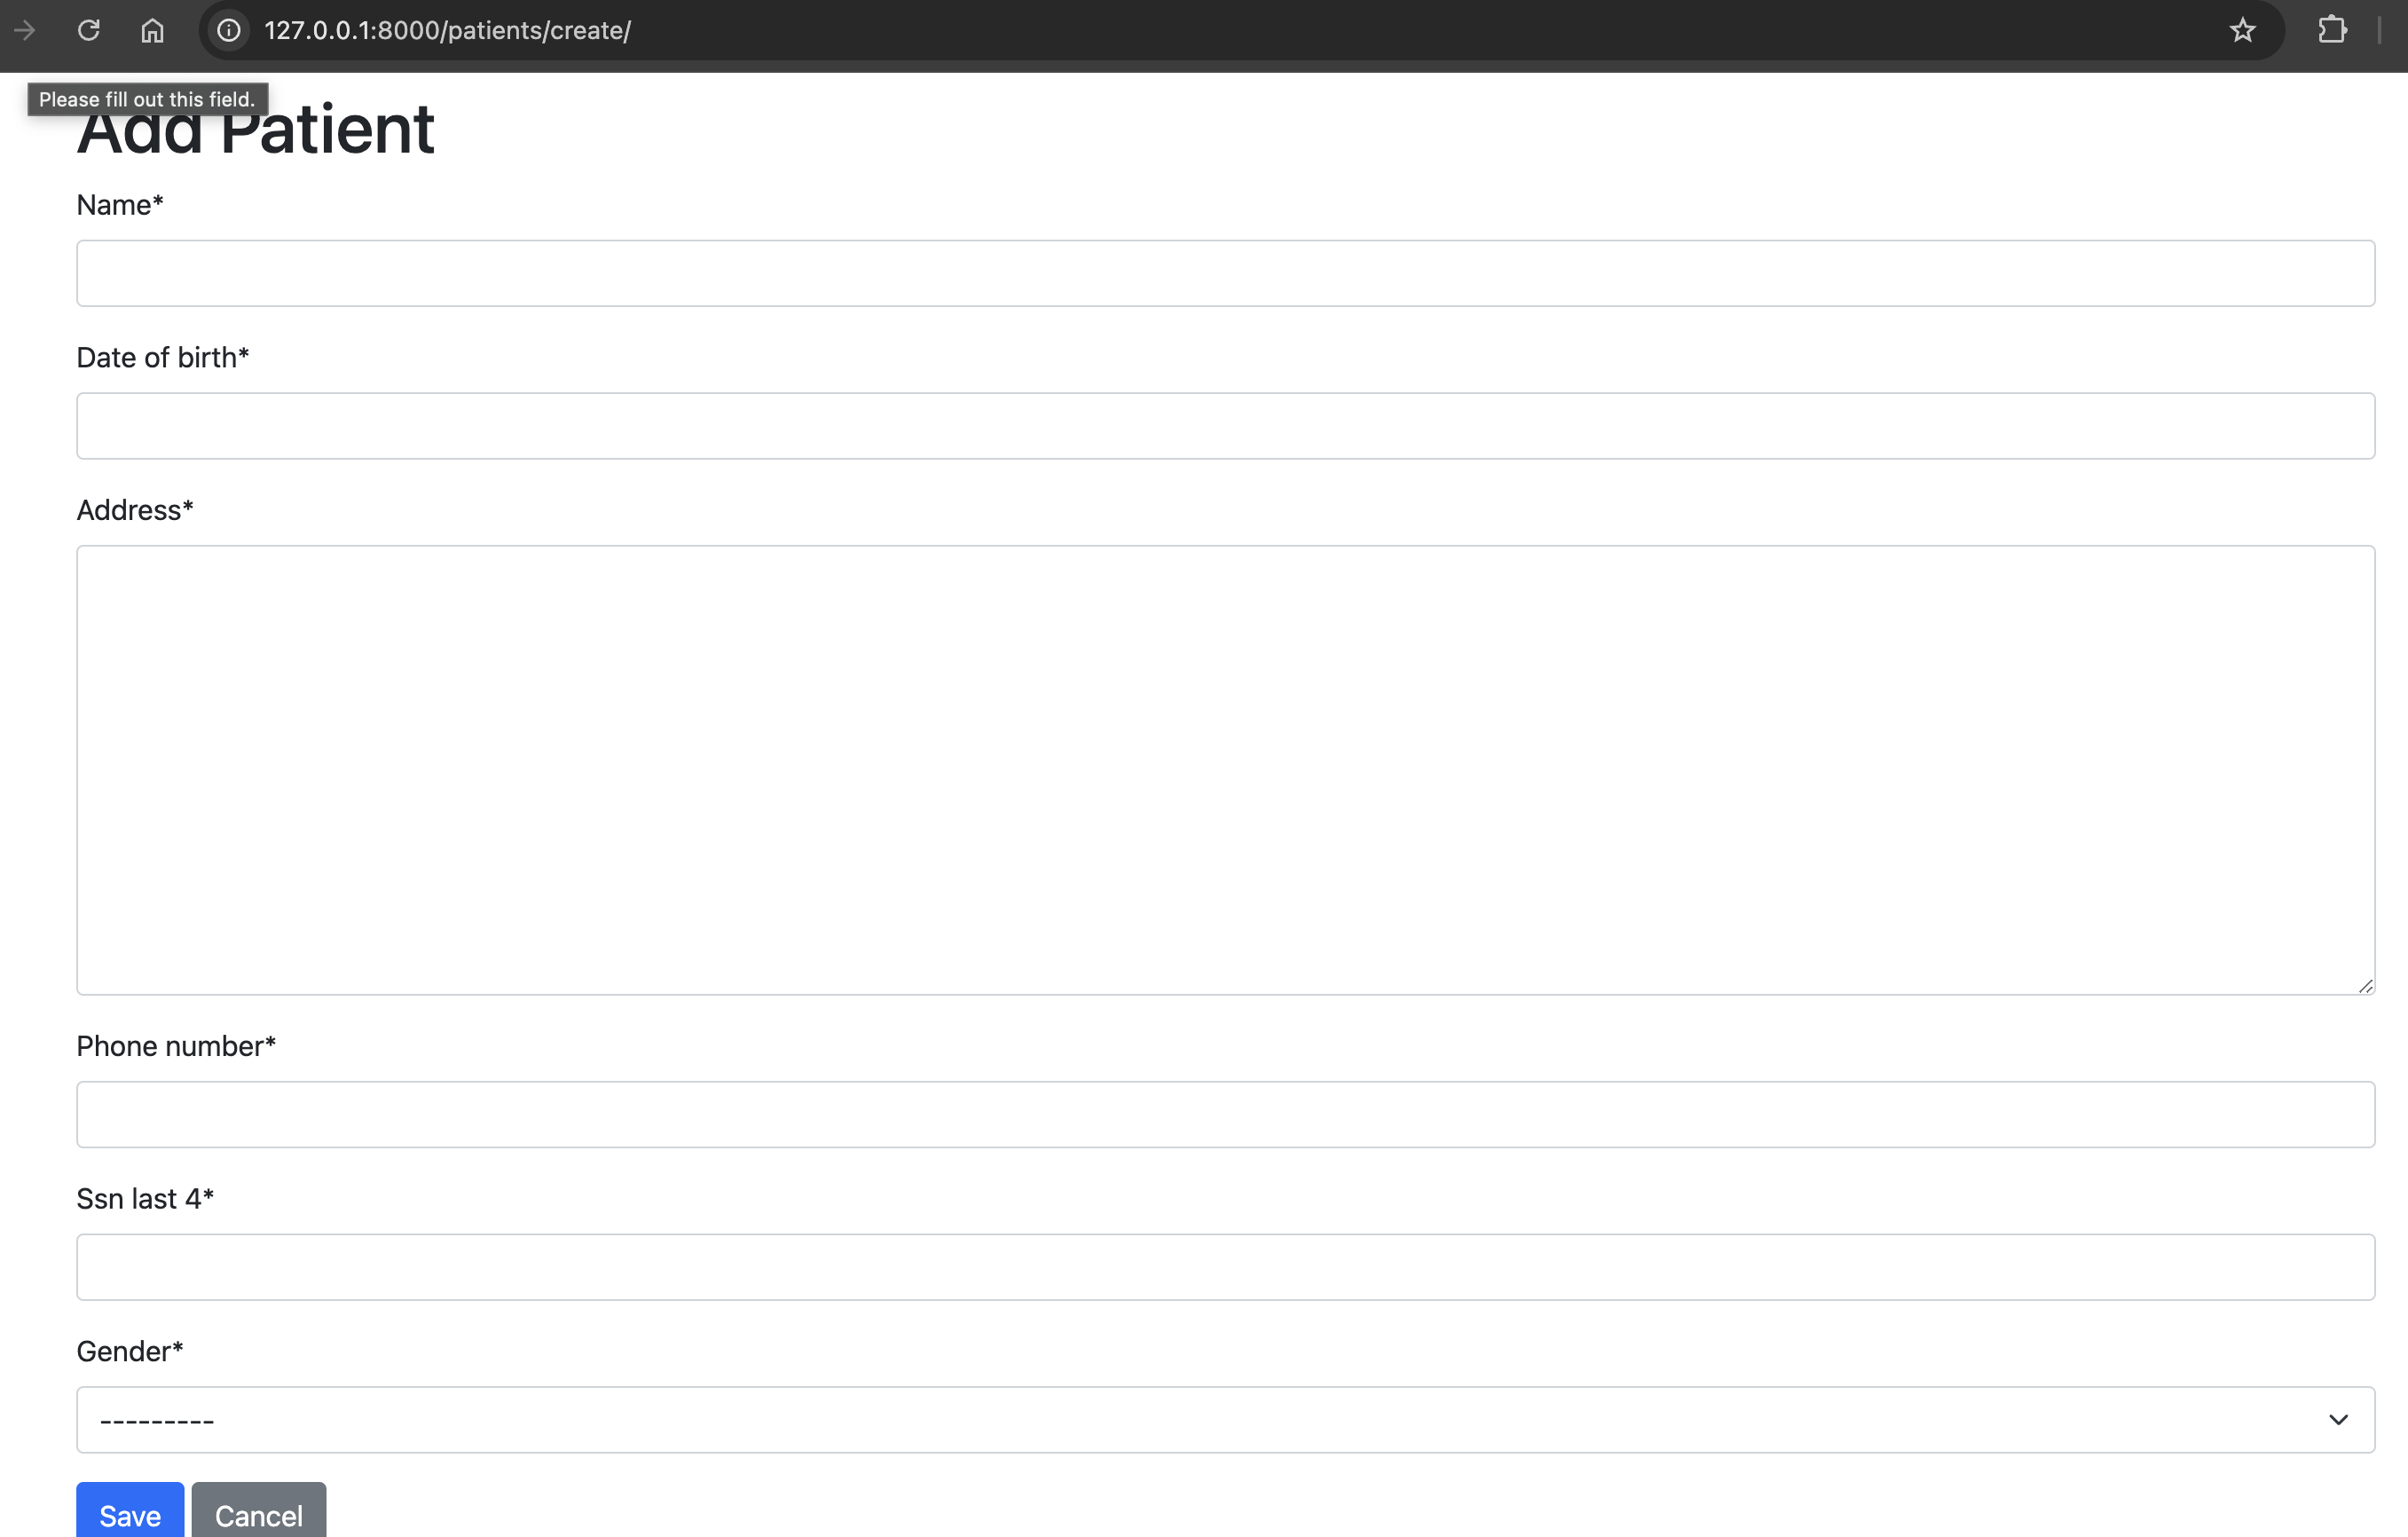 127.0.0.1:8000/patients/create/
Please fill out this field.
Add Patient
Name*
Date of birth*
Address*
Phone number*
Ssn last 4*
Gender*
---------
Save Cancel